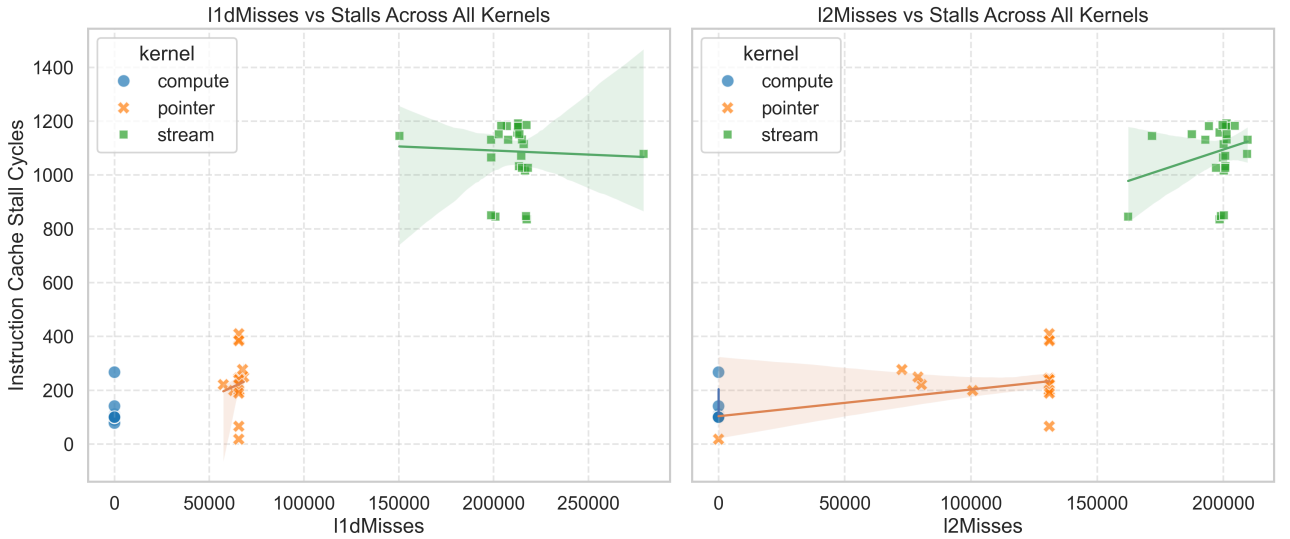 l1dMisses vs Stalls Across All Kernels
kernel
compute
pointer
stream
Instruction Cache Stall Cycles
1400
1200
1000
800
600
400
200
0
0 50000 100000 150000 200000 250000
l1dMisses
l2Misses vs Stalls Across All Kernels
kernel
compute
pointer
stream
0 50000 100000 150000 200000
l2Misses